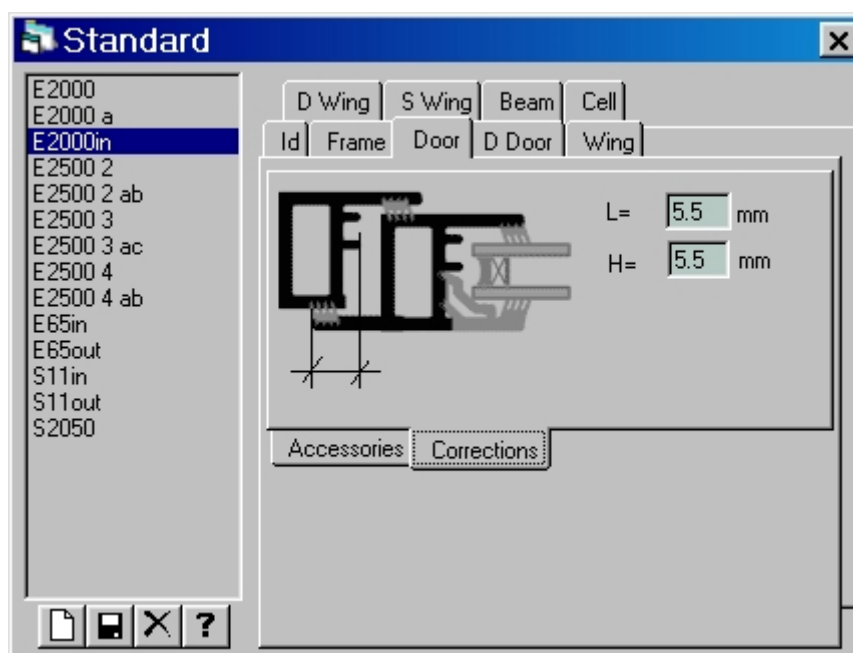 Standard
E2000
E2000 a
E2000in
E2500 2
E2500 2 ab
E2500 3
E2500 3 ac
E2500 4
E2500 4 ab
E65in
E65out
S11in
S11out
S2050
D Wing S Wing Beam Cell
Id Frame Door D Door Wing
L= 5.5 mm
H= 5.5 mm
Accessories Corrections
?